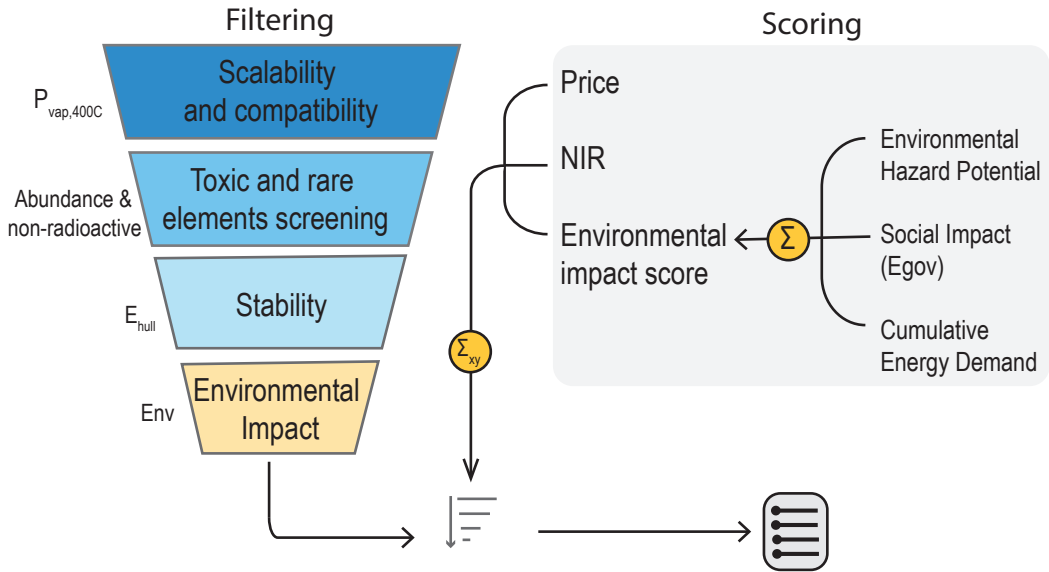 Filtering
Scalability
and compatibility
P vap,400C
Toxic and rare
elements screening
Abundance &
non-radioactive
Stability
E hull
Environmental
Impact
Env
Σxy
Scoring
Price
NIR
Environmental
impact score
Σ
Environmental
Hazard Potential
Social Impact
(Egov)
Cumulative
Energy Demand